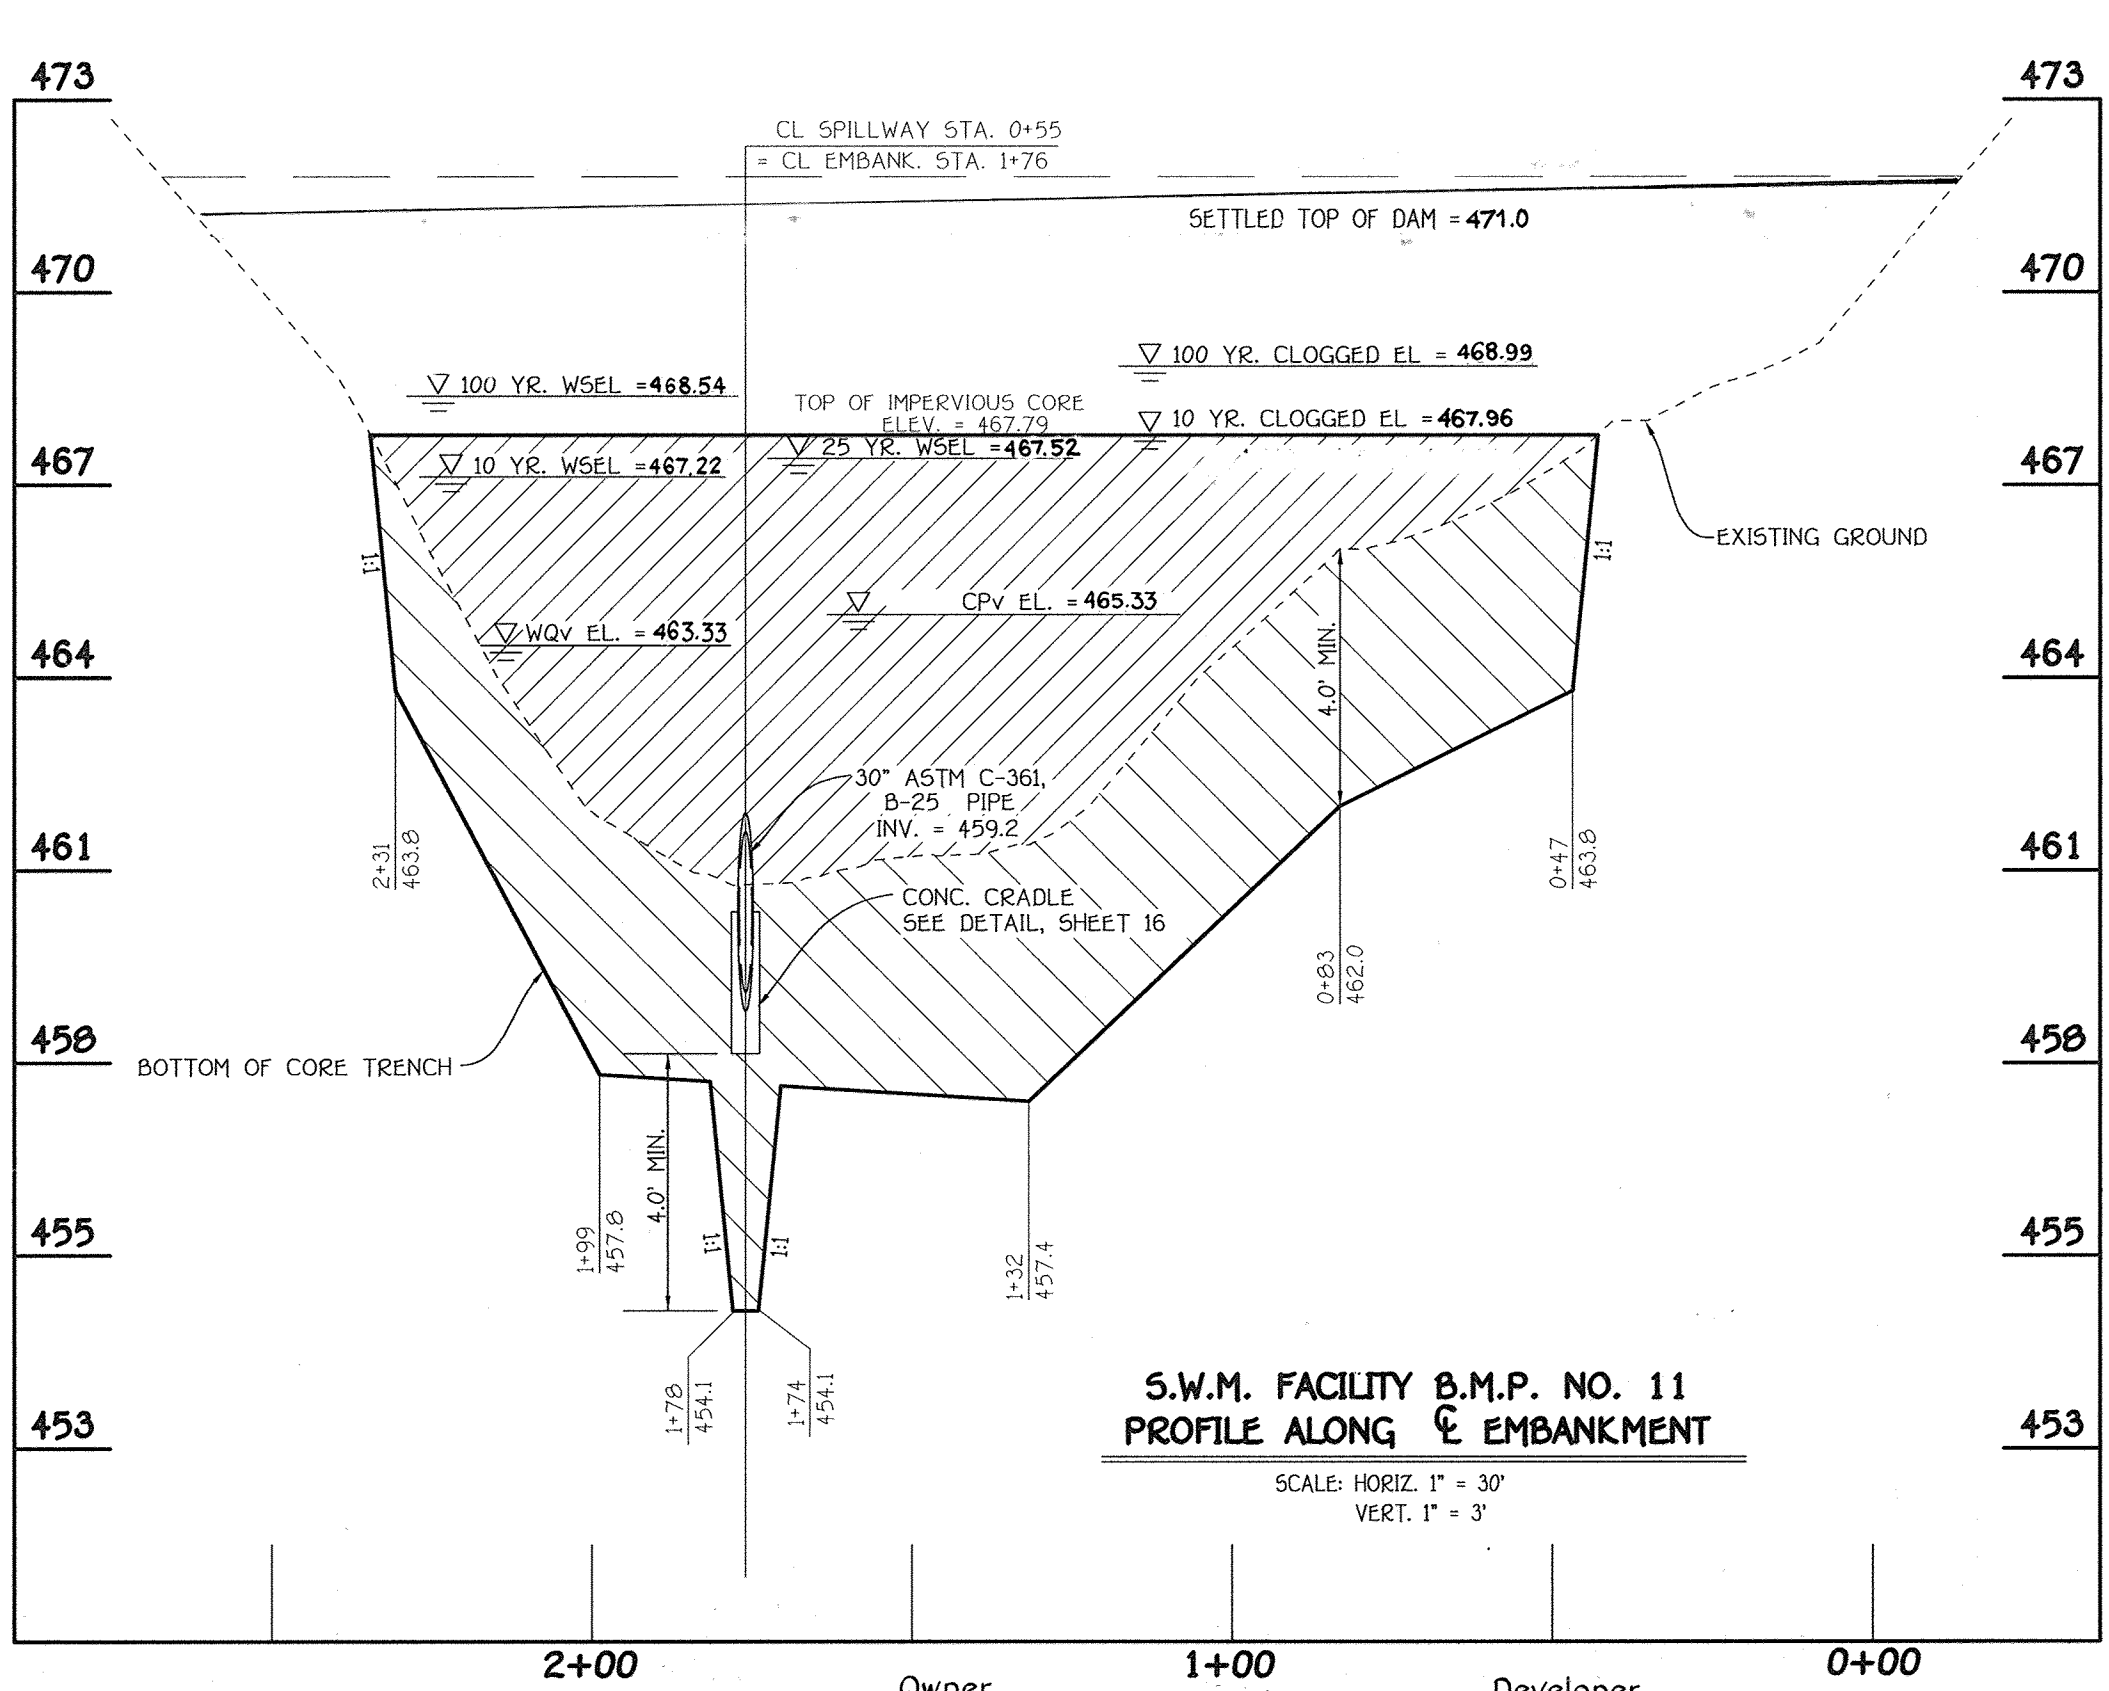 473
473
CL SPILLWAY STA. 0+55
= CL EMBANK. STA. 1+76
SETTLED TOP OF DAM = 471.0
470
470
100 YR. CLOGGED EL = 468.99
100 YR. WSEL = 468.54
TOP OF IMPERVIOUS CORE
ELEV. = 467.79
10 YR. CLOGGED EL = 467.96
25 YR. WSEL = 467.52
10 YR. WSEL = 467.22
467
467
EXISTING GROUND
1:1
1:1
CPv EL. = 465.33
WQv EL. = 463.33
464
464
4.0' MIN.
30" ASTM C-361,
B-25 PIPE
INV. = 459.2
461
461
2+31
463.8
0+47
463.8
CONC. CRADLE
SEE DETAIL, SHEET 16
0+83
462.0
458
458
BOTTOM OF CORE TRENCH
4.0' MIN.
1+99
457.8
1:1
1:1
1+32
457.4
455
455
1+78
454.1
1+74
454.1
453
453
S.W.M. FACILITY B.M.P. NO. 11
PROFILE ALONG ℄ EMBANKMENT
SCALE: HORIZ. 1" = 30'
VERT. 1" = 3'
2+00
1+00
0+00
Owner
Developer